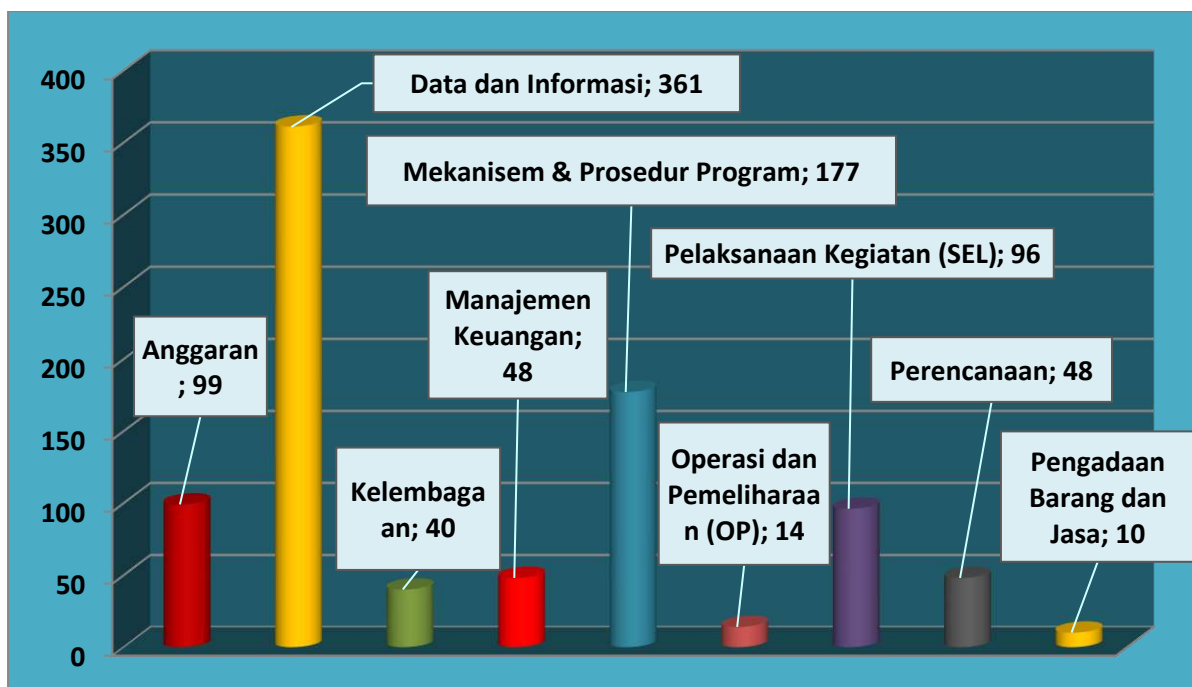 400
350
300
250
200
150
100
50
0
Data dan Informasi; 361
Mekanisem & Prosedur Program; 177
Pelaksanaan Kegiatan (SEL); 96
Manajemen
Keuangan;
48
Anggaran
; 99
Perencanaan; 48
Kelembaga
an; 40
Operasi dan
Pemeliharaa
n (OP); 14
Pengadaan
Barang dan
Jasa; 10